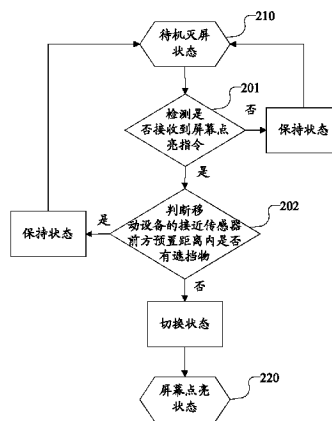 待机灭屏
状态
210
201
检测是
否接收到屏幕点
亮指令
否
保持状态
是
202
判断移
动设备的接近传感器
前方预置距离内是否
有遮挡物
是
保持状态
否
切换状态
220
屏幕点亮
状态